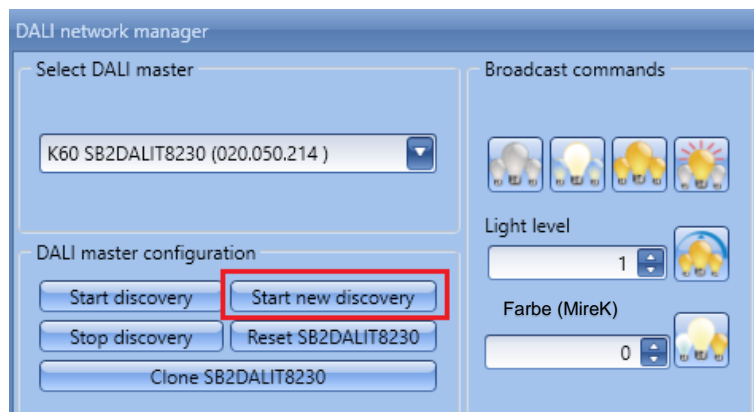 DALI network manager
Select DALI master
K60 SB2DALIT8230 (020.050.214 )
DALI master configuration
Start discovery
Start new discovery
Stop discovery
Reset SB2DALIT8230
Clone SB2DALIT8230
Broadcast commands
Light level
1
Farbe (MireK)
0